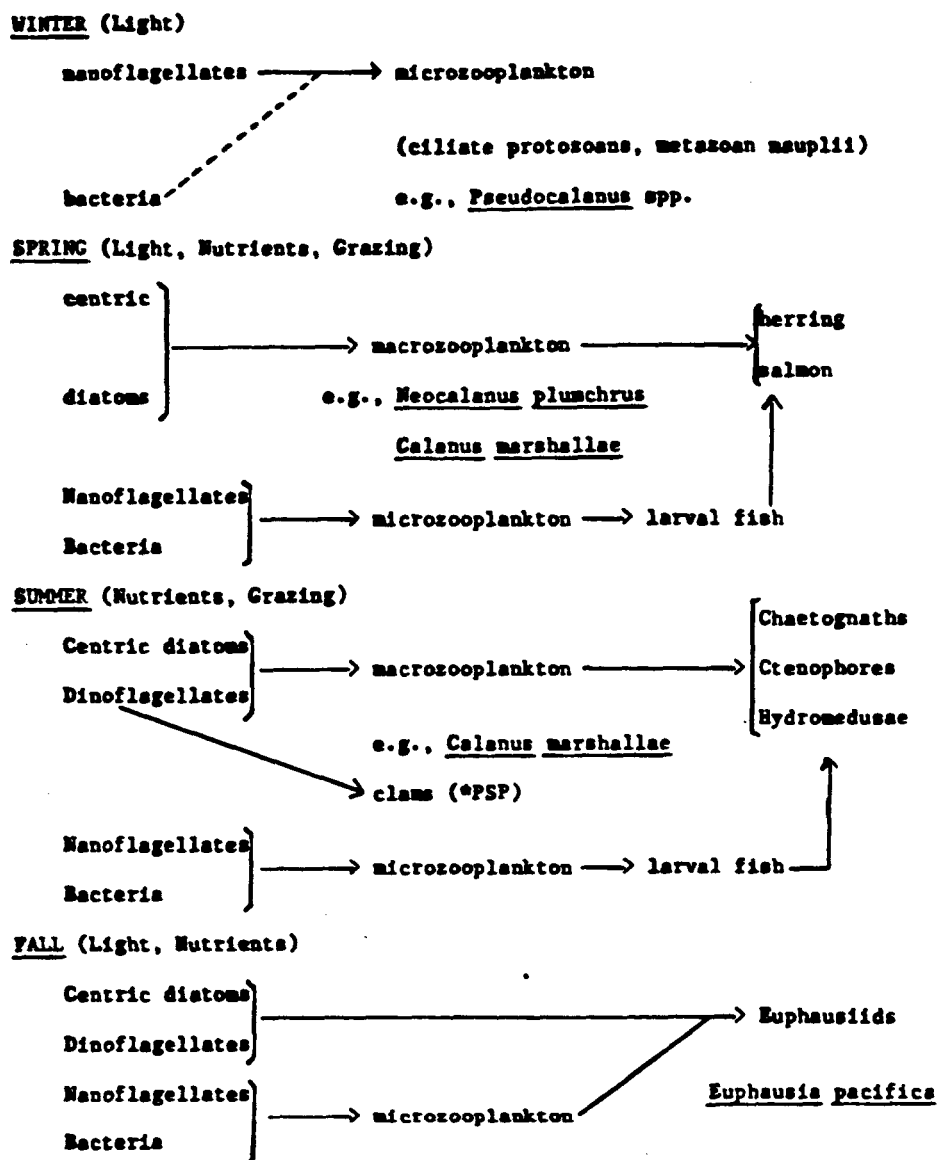 WINTER (Light)
nanoflagellates microzooplankton
(ciliate protozoans, metazoan nauplii)
bacteria e.g., Pseudocalanus spp.
SPRING (Light, Nutrients, Grazing)
centric
herring
macrozooplankton
salmon
diatoms e.g., Neocalanus plumchrus
Calanus marshallae
Nanoflagellates
microzooplankton larval fish
Bacteria
SUMMER (Nutrients, Grazing)
Chaetognaths
Centric diatoms
macrozooplankton Ctenophores
Dinoflagellates
Hydromedusae
e.g., Calanus marshallae
clams (*PSP)
Nanoflagellates
microzooplankton larval fish
Bacteria
FALL (Light, Nutrients)
Centric diatoms
Euphausiids
Dinoflagellates
Nanoflagellates Euphausia pacifica
microzooplankton
Bacteria